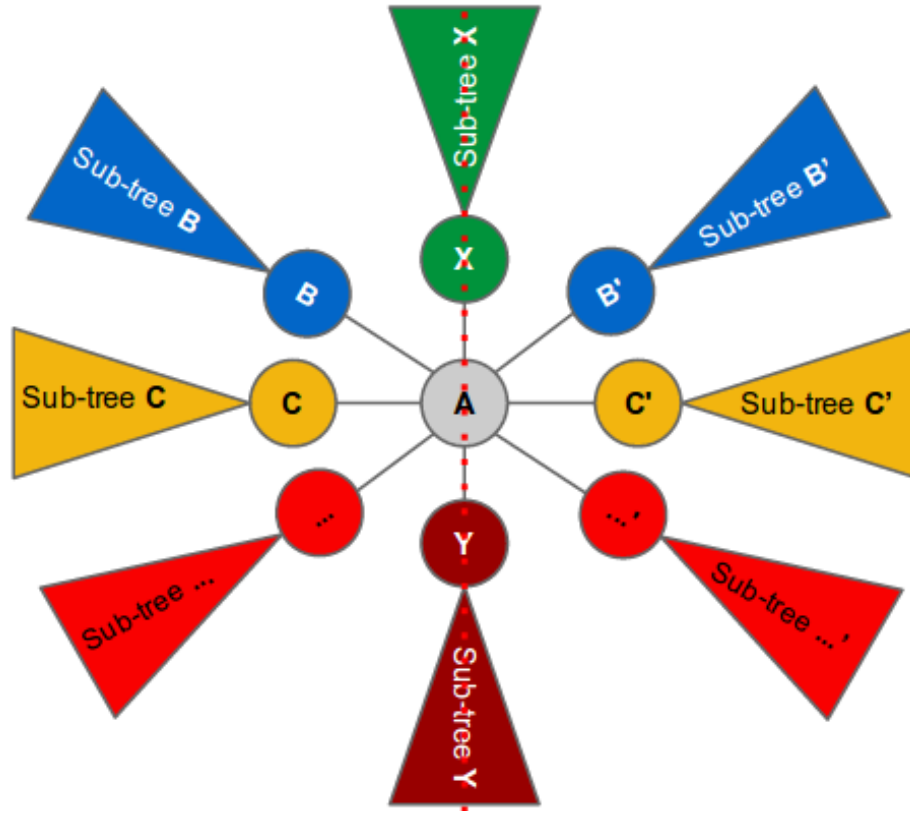 Sub-tree X
Sub-tree B
Sub-tree B'
X
B
B'
Sub-tree C
C
A
C'
Sub-tree C’
...
...’
Y
Sub-tree ...
Sub-tree ...’
Sub-tree Y